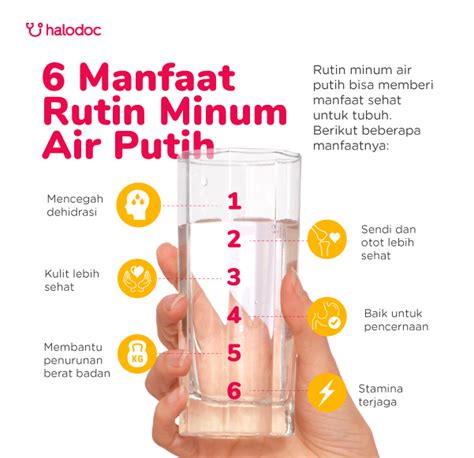 halodoc
6 Manfaat
Rutin Minum
Air Putih
Rutin minum air
putih bisa memberi
manfaat sehat
untuk tubuh.
Berikut beberapa
manfaatnya:
1
Mencegah
dehidrasi
2
Sendi dan
otot lebih
sehat
3
Kulit lebih
sehat
4
Baik untuk
pencernaan
5
Membantu
penurunan
berat badan
KG
6
Stamina
terjaga